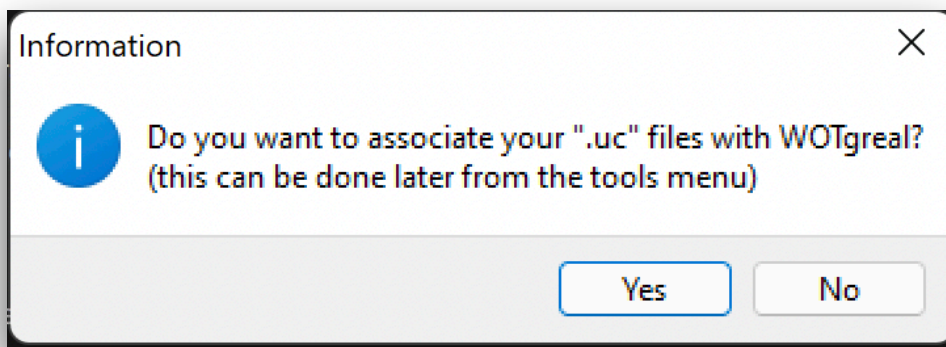 Information
Do you want to associate your ".uc" files with WOTgreal?
(this can be done later from the tools menu)
Yes
No